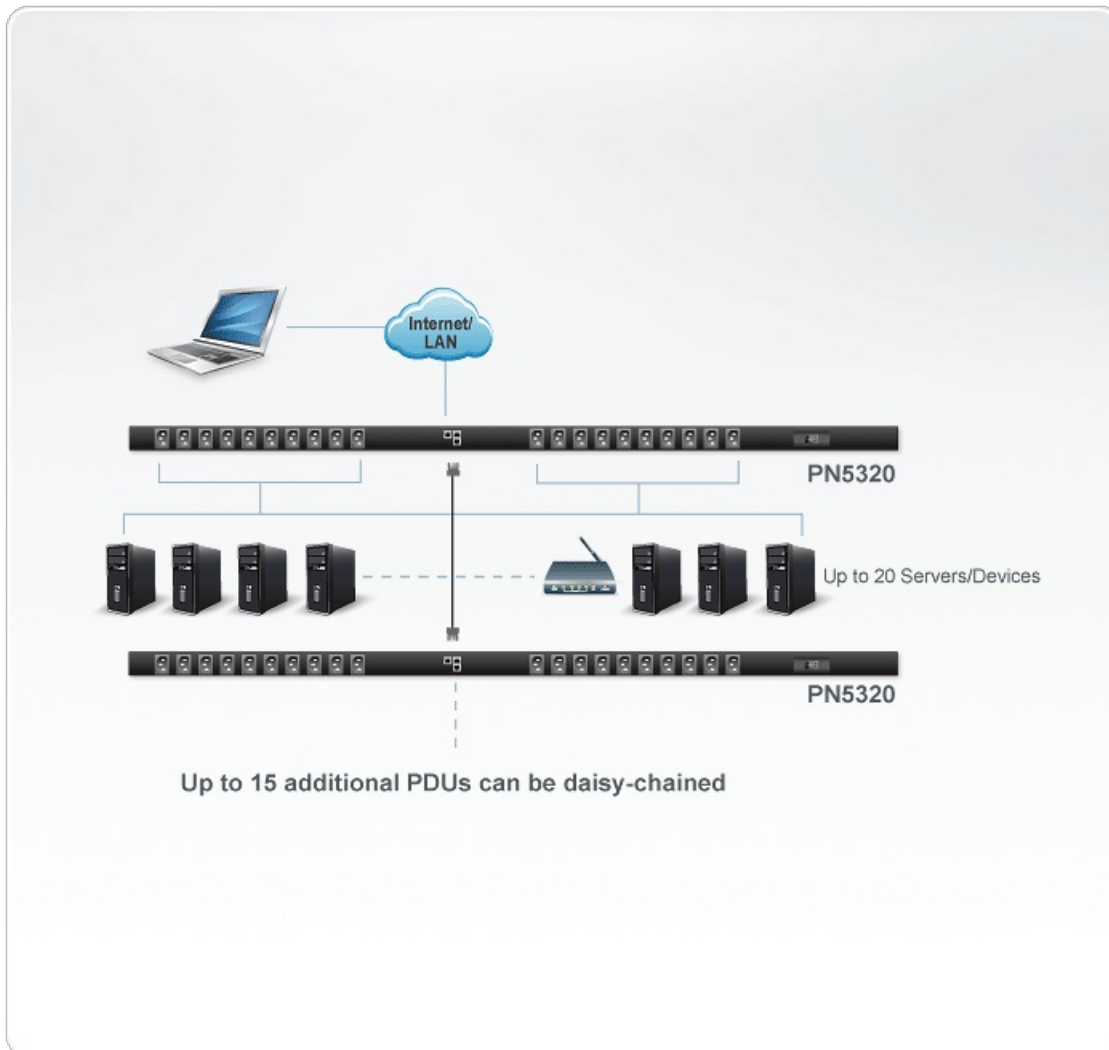 Internet/
LAN
PN5320
Up to 20 Servers/Devices
PN5320
Up to 15 additional PDUs can be daisy-chained